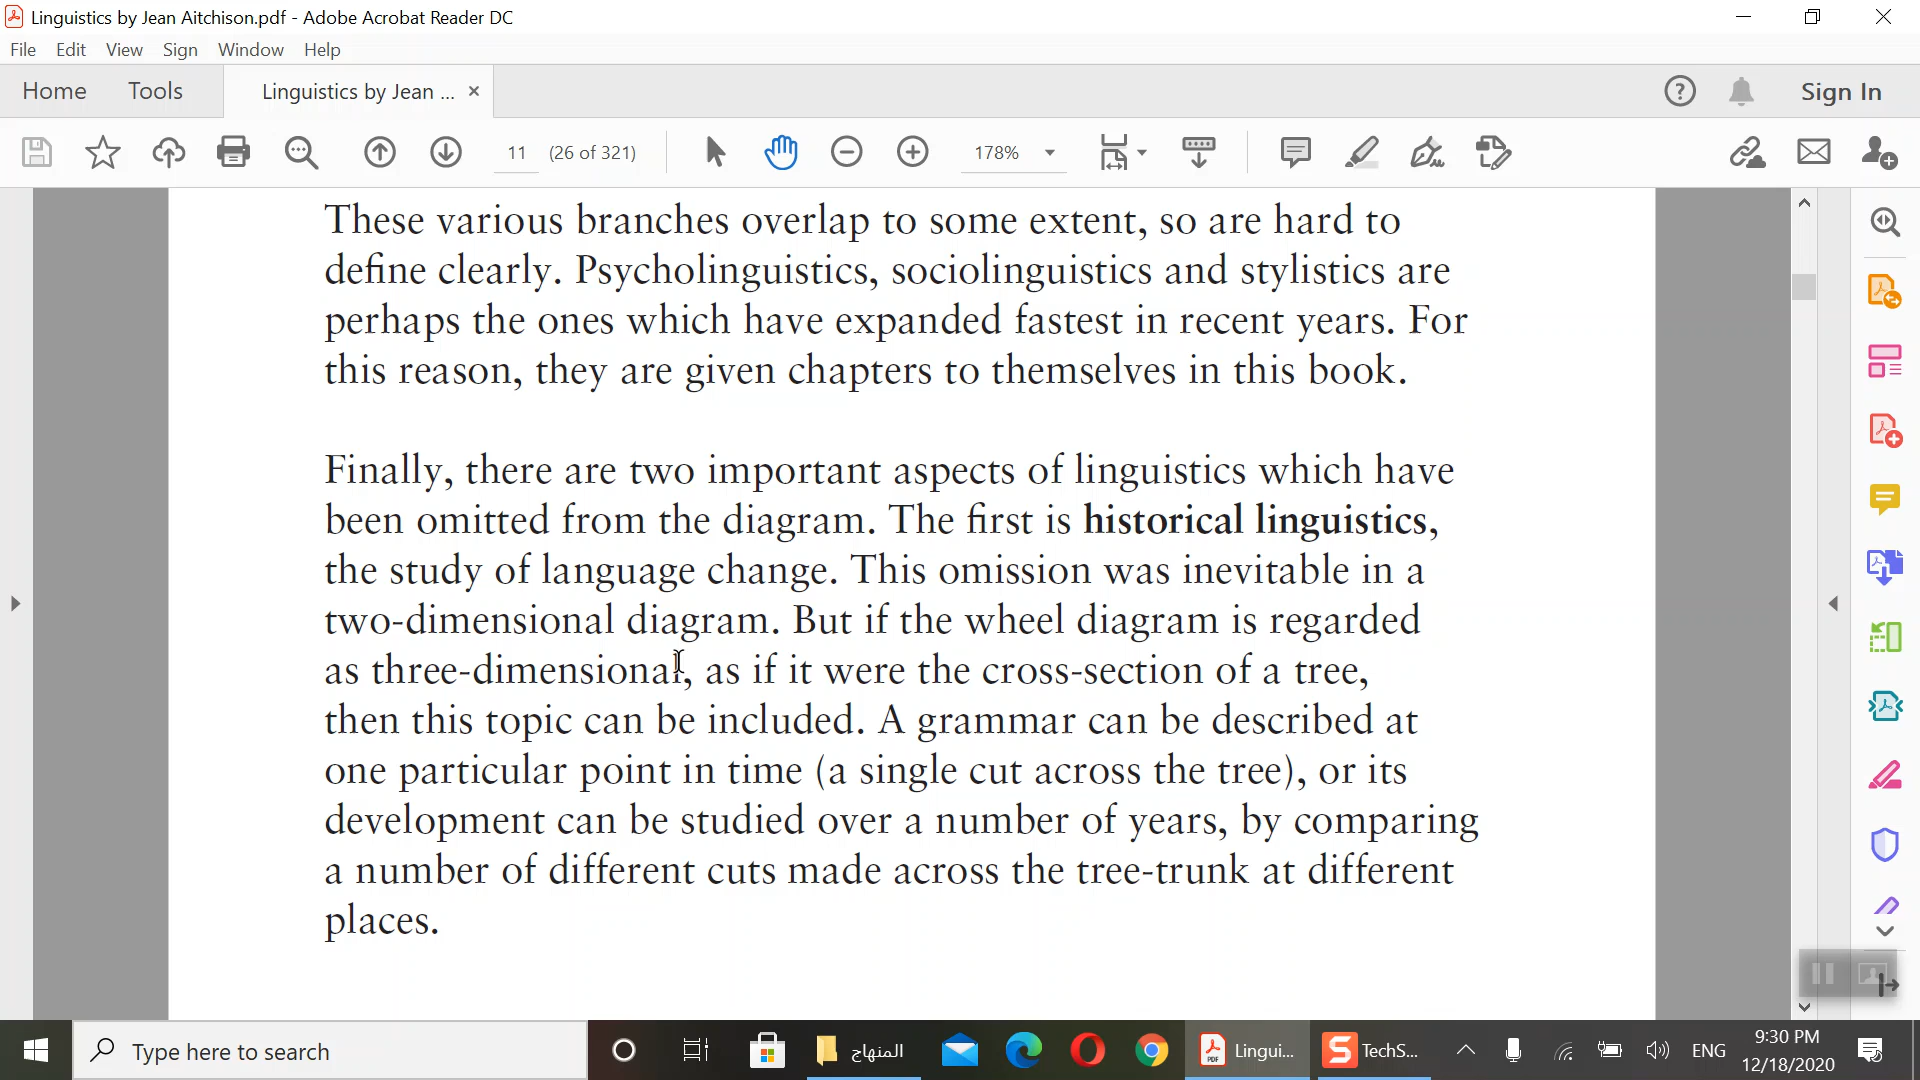 Linguistics by Jean Aitchison.pdf - Adobe Acrobat Reader DC
File Edit View Sign Window Help
Home Tools Linguistics by Jean ... × Sign In
11 (26 of 321) 178%
These various branches overlap to some extent, so are hard to
define clearly. Psycholinguistics, sociolinguistics and stylistics are
perhaps the ones which have expanded fastest in recent years. For
this reason, they are given chapters to themselves in this book.
Finally, there are two important aspects of linguistics which have
been omitted from the diagram. The first is historical linguistics,
the study of language change. This omission was inevitable in a
two-dimensional diagram. But if the wheel diagram is regarded
as three-dimensional, as if it were the cross-section of a tree,
then this topic can be included. A grammar can be described at
one particular point in time (a single cut across the tree), or its
development can be studied over a number of years, by comparing
a number of different cuts made across the tree-trunk at different
places.
Type here to search المنهاج Lingui... TechS... ENG 9:30 PM
12/18/2020